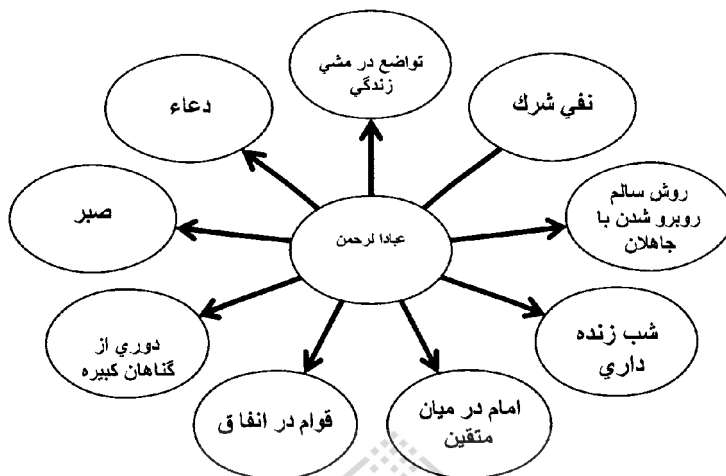 تواضع در مشي
زندگي
نفي شرك
دعاء
روش سالم
روبرو شدن با
جاهلان
صبر
عبادا لرحمن
شب زنده
داري
دوري از
گناهان كبيره
امام در ميان
متقين
قوام در انفا ق